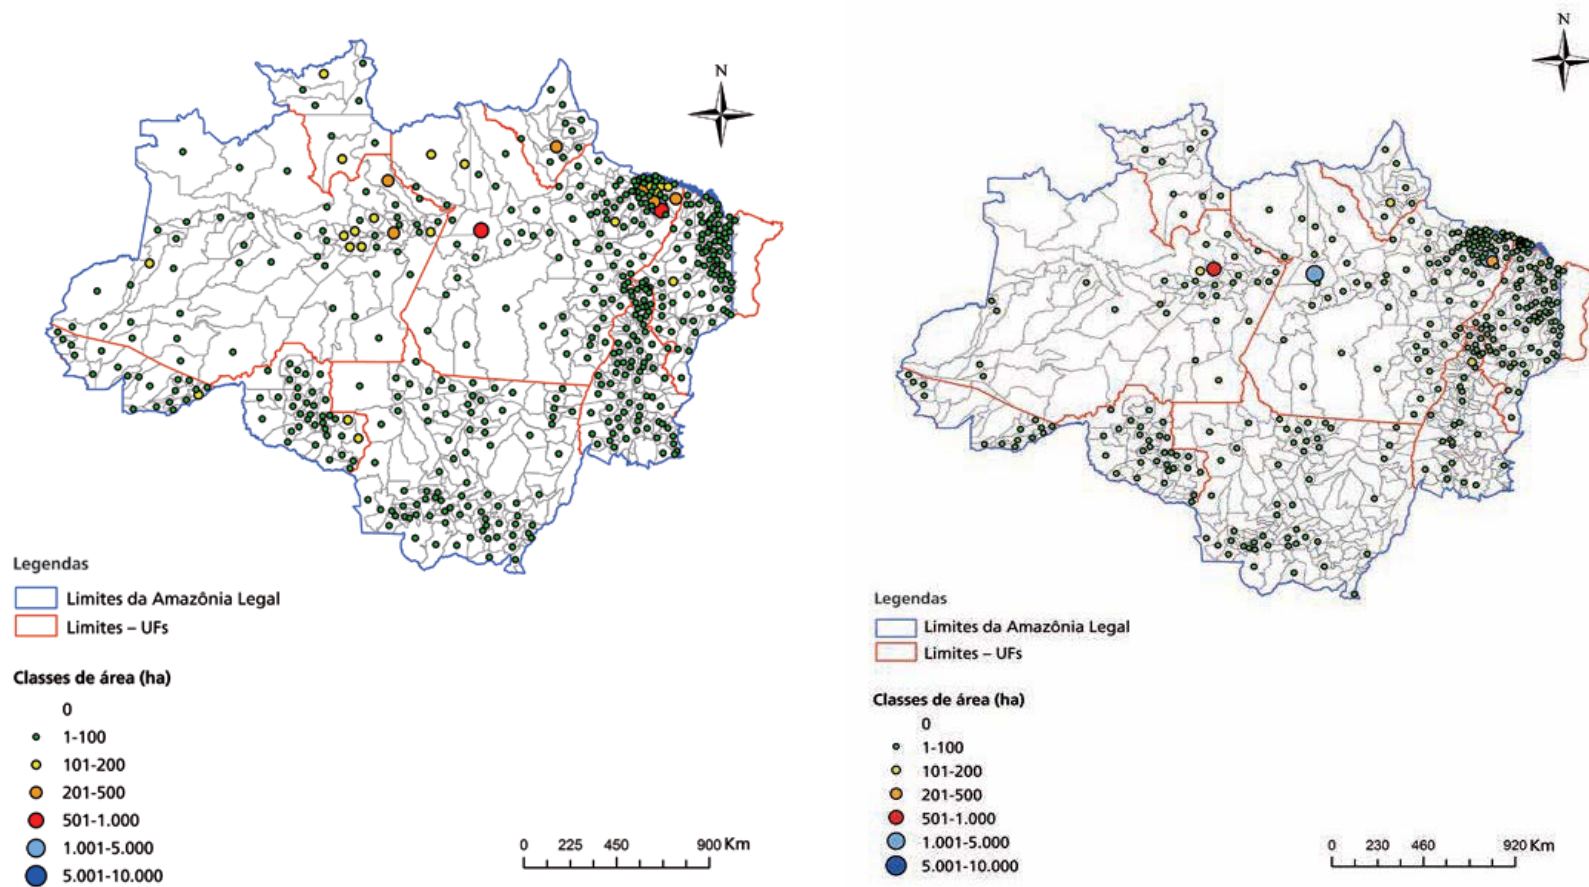 N
Legendas
Limites da Amazônia Legal
Limites – UFs
Classes de área (ha)
0
1-100
101-200
201-500
501-1.000
1.001-5.000
5.001-10.000
0 225 450 900 Km
N
Legendas
Limites da Amazônia Legal
Limites – UFs
Classes de área (ha)
0
1-100
101-200
201-500
501-1.000
1.001-5.000
5.001-10.000
0 230 460 920 Km